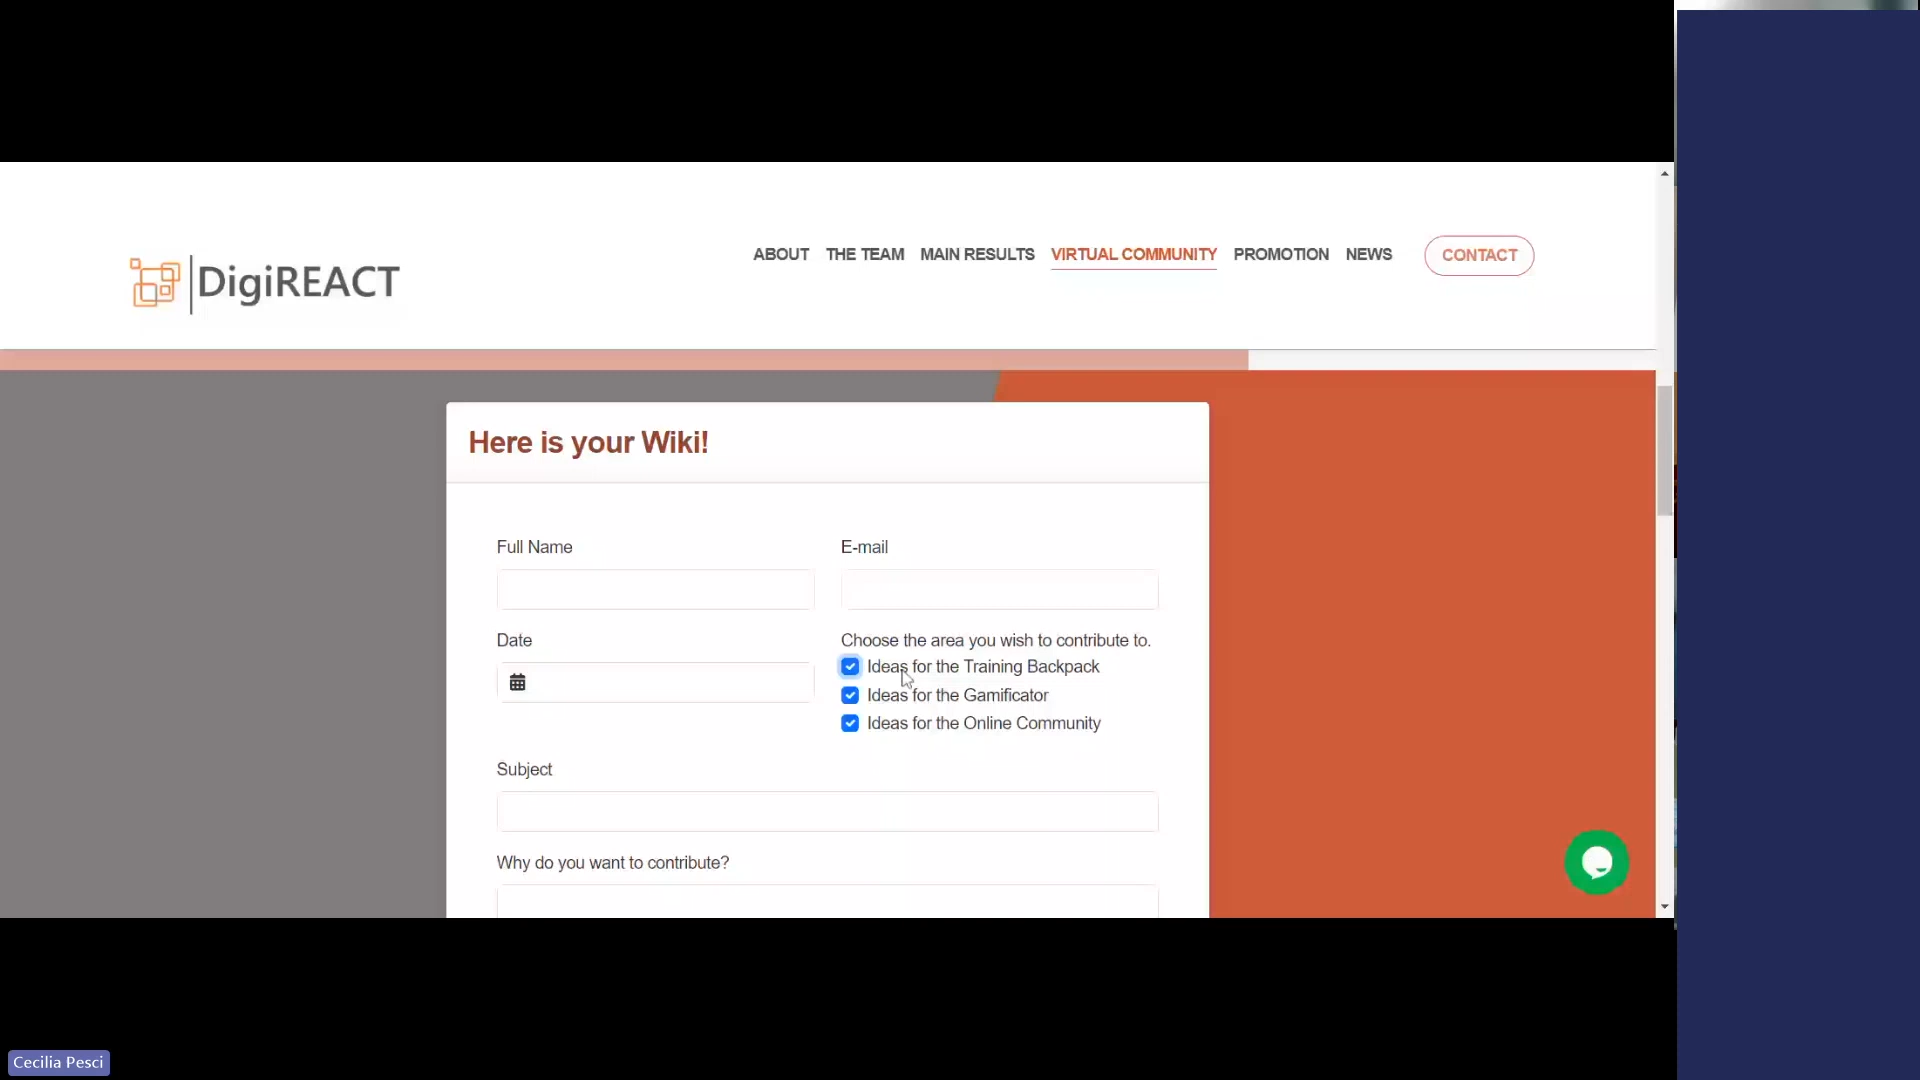 DigiREACT
ABOUT THE TEAM MAIN RESULTS VIRTUAL COMMUNITY PROMOTION NEWS CONTACT
Here is your Wiki!
Full Name
E-mail
Date
Choose the area you wish to contribute to.
Ideas for the Training Backpack
Ideas for the Gamificator
Ideas for the Online Community
Subject
Why do you want to contribute?
Cecilia Pesci